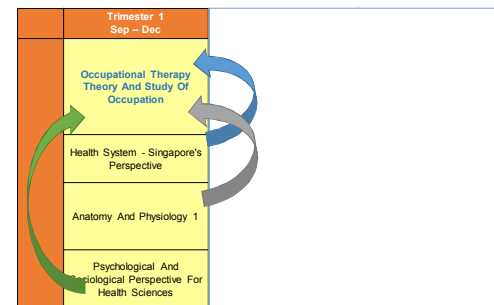 Trimester 1
Sep – Dec
Occupational Therapy
Theory And Study Of
Occupation
Health System - Singapore's
Perspective
Anatomy And Physiology 1
Psychological And
Sociological Perspective For
Health Sciences